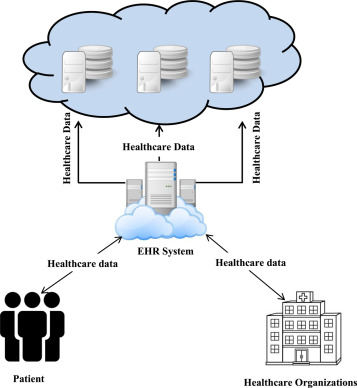 Healthcare Data
Healthcare Data
Healthcare Data
EHR System
Healthcare data
Healthcare data
Patient
Healthcare Organizations